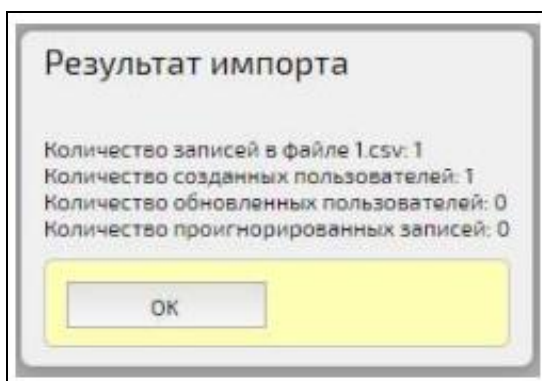 Результат импорта
Количество записей в файле 1.csv: 1
Количество созданных пользователей: 1
Количество обновленных пользователей: 0
Количество проигнорированных записей: 0
ОК